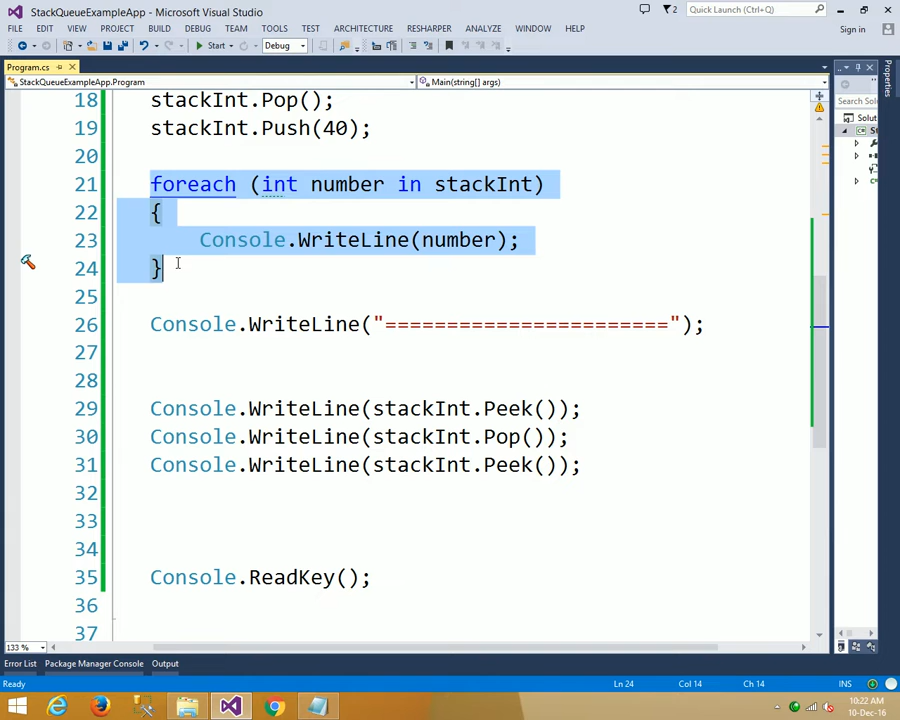 StackQueueExampleApp - Microsoft Visual Studio
2
Quick Launch (Ctrl+Q)
FILE EDIT VIEW PROJECT BUILD DEBUG TEAM TOOLS TEST ARCHITECTURE RESHARPER ANALYZE WINDOW HELP
Sign in
Start Debug
Program.cs
Properties
StackQueueExampleApp.Program Main(string[] args)
Search Solu
Solut
St
18 stackInt.Pop();
19 stackInt.Push(40);
20
21 foreach (int number in stackInt)
22 {
23 Console.WriteLine(number);
24 }
25
26 Console.WriteLine("=======================");
27
28
29 Console.WriteLine(stackInt.Peek());
30 Console.WriteLine(stackInt.Pop());
31 Console.WriteLine(stackInt.Peek());
32
33
34
35 Console.ReadKey();
36
37
133 %
Error List Package Manager Console Output
Ready Ln 24 Col 14 Ch 14 INS
10:22 AM
10-Dec-16